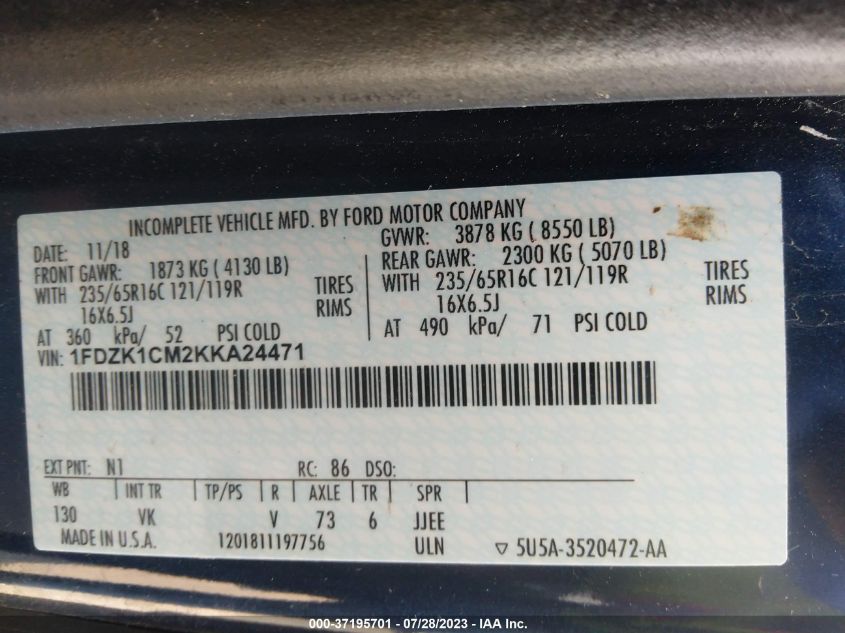 INCOMPLETE VEHICLE MFD. BY FORD MOTOR COMPANY
DATE: 11/18
GVWR: 3878 KG ( 8550 LB)
FRONT GAWR: 1873 KG ( 4130 LB)
REAR GAWR: 2300 KG ( 5070 LB)
WITH 235/65R16C 121/119R TIRES
WITH 235/65R16C 121/119R TIRES
16X6.5J RIMS
16X6.5J RIMS
AT 360 kPa/ 52 PSI COLD
AT 490 kPa/ 71 PSI COLD
VIN: 1FDZK1CM2KKA24471
EXT PNT: N1 RC: 86 DSO:
WB INT TR TP/PS R AXLE TR SPR
130 VK V 73 6 JJEE
MADE IN U.S.A. 1201811197756 ULN ▽ 5U5A-3520472-AA
000-37195701 - 07/28/2023 - IAA Inc.